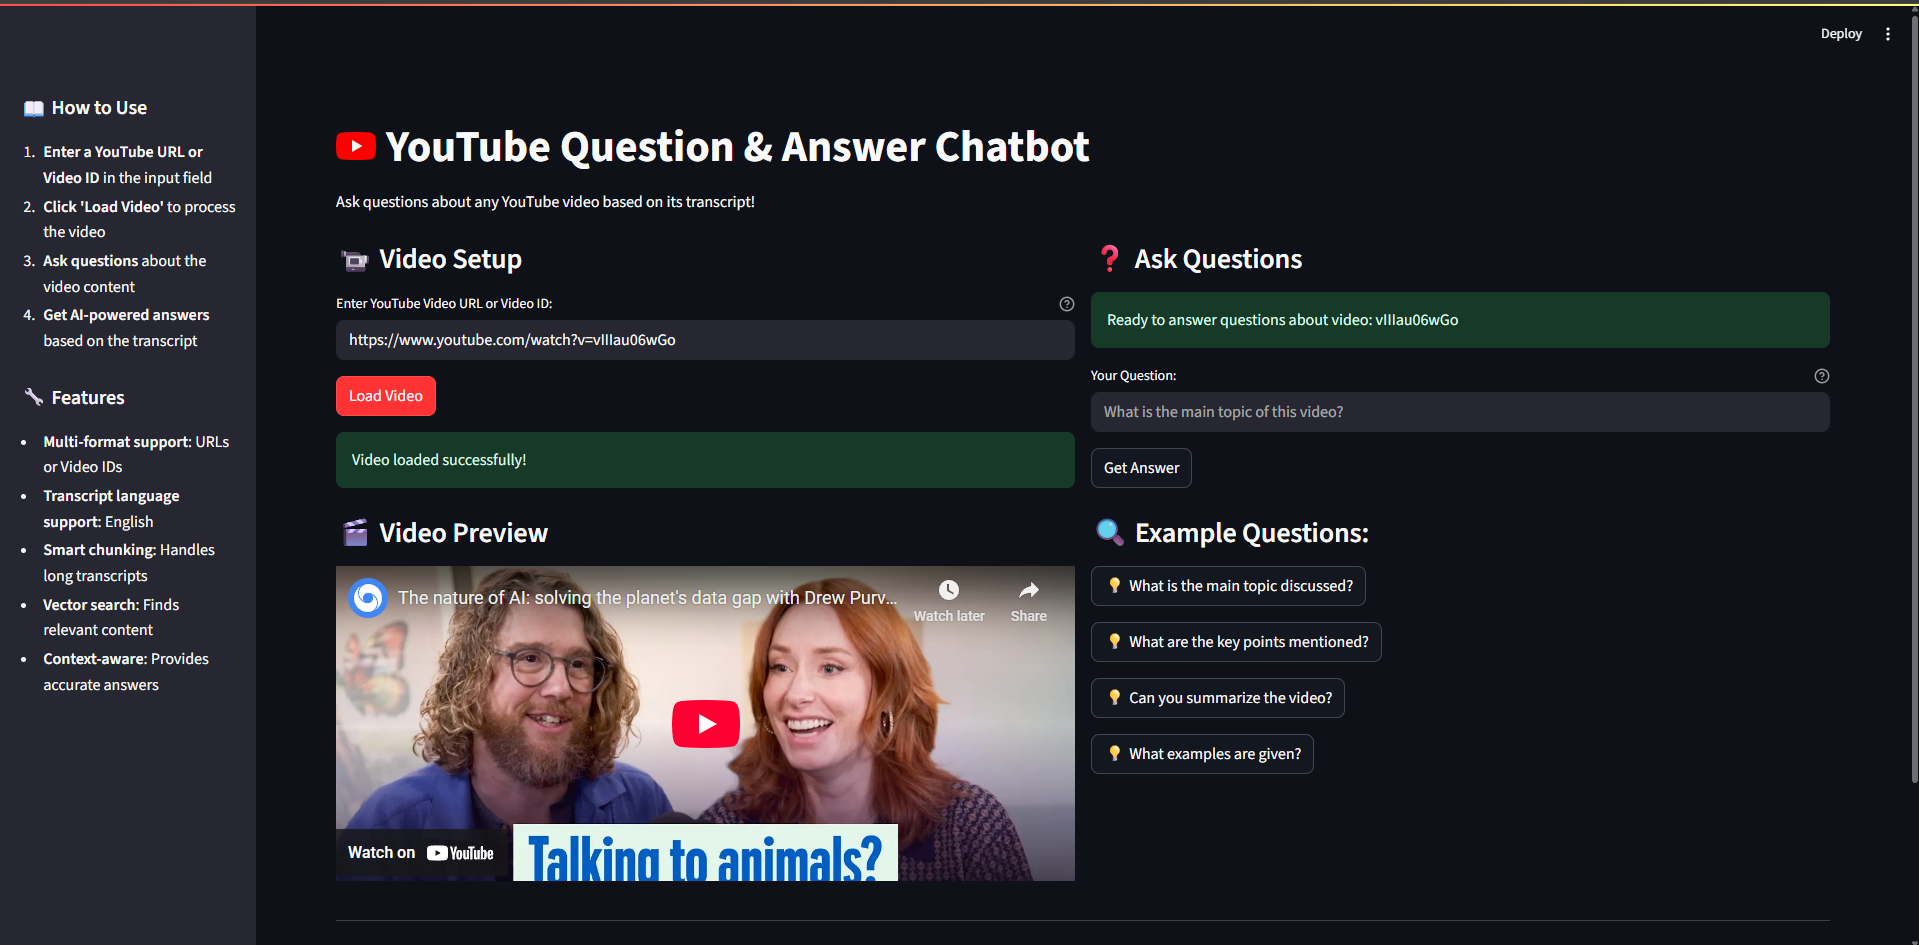 Deploy
How to Use
1. Enter a YouTube URL or
Video ID in the input field
2. Click 'Load Video' to process
the video
3. Ask questions about the
video content
4. Get AI-powered answers
based on the transcript
Features
• Multi-format support: URLs
or Video IDs
• Transcript language
support: English
• Smart chunking: Handles
long transcripts
• Vector search: Finds
relevant content
• Context-aware: Provides
accurate answers
YouTube Question & Answer Chatbot
Ask questions about any YouTube video based on its transcript!
Video Setup
Enter YouTube Video URL or Video ID:
https://www.youtube.com/watch?v=vIIIau06wGo
Load Video
Video loaded successfully!
Video Preview
The nature of AI: solving the planet's data gap with Drew Purv...
Watch later
Share
Watch on YouTube
Talking to animals?
Ask Questions
Ready to answer questions about video: vIIIau06wGo
Your Question:
What is the main topic of this video?
Get Answer
Example Questions:
What is the main topic discussed?
What are the key points mentioned?
Can you summarize the video?
What examples are given?